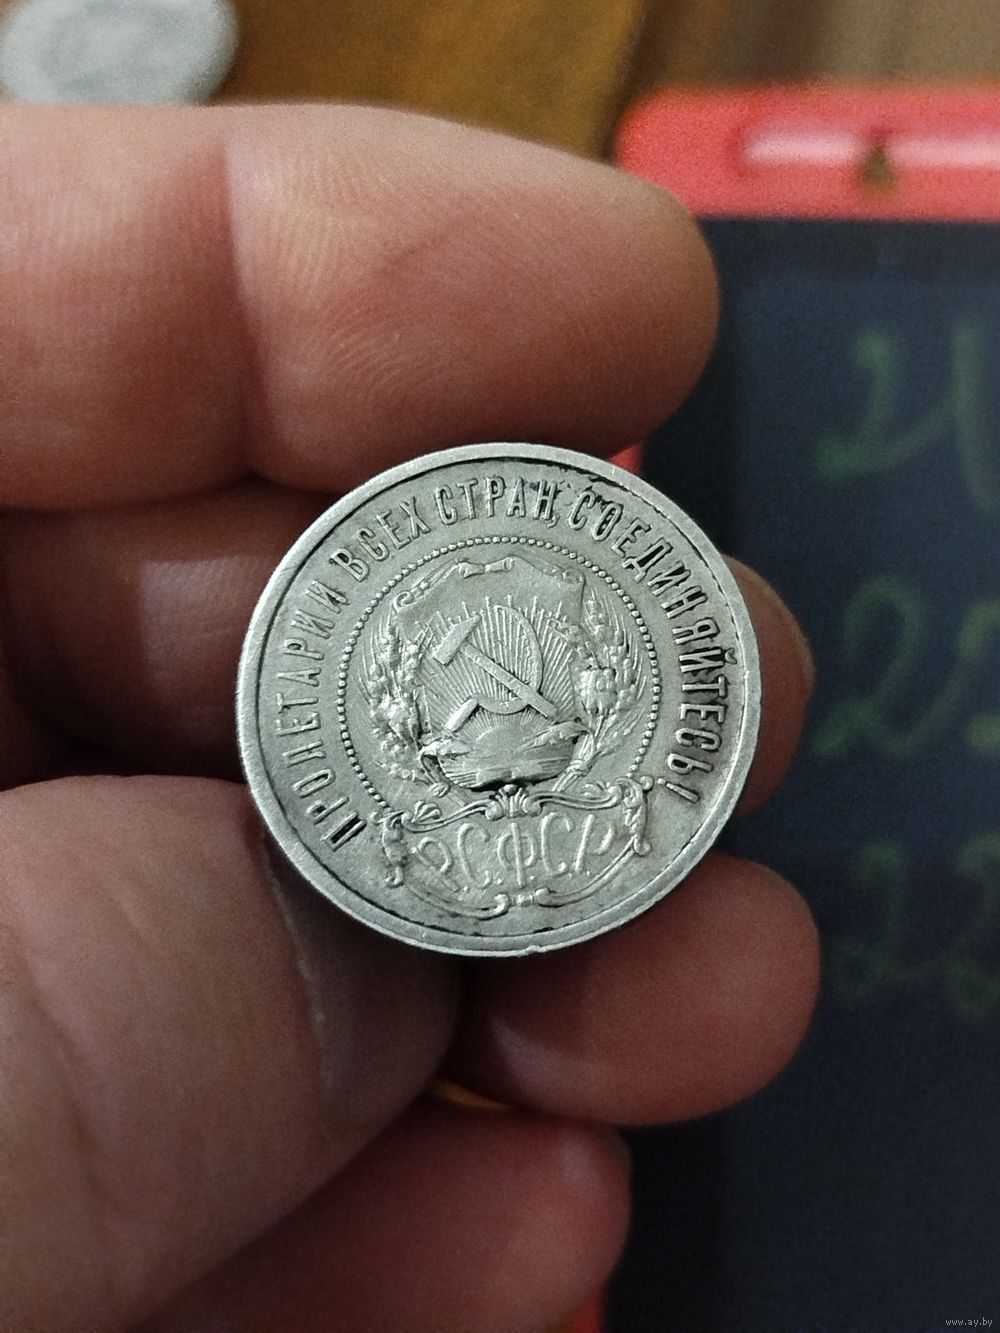 ПРОЛЕТАРИИ ВСЕХ СТРАН, СОЕДИНЯЙТЕСЬ!
Р.С.Ф.С.Р.
www.ay.by